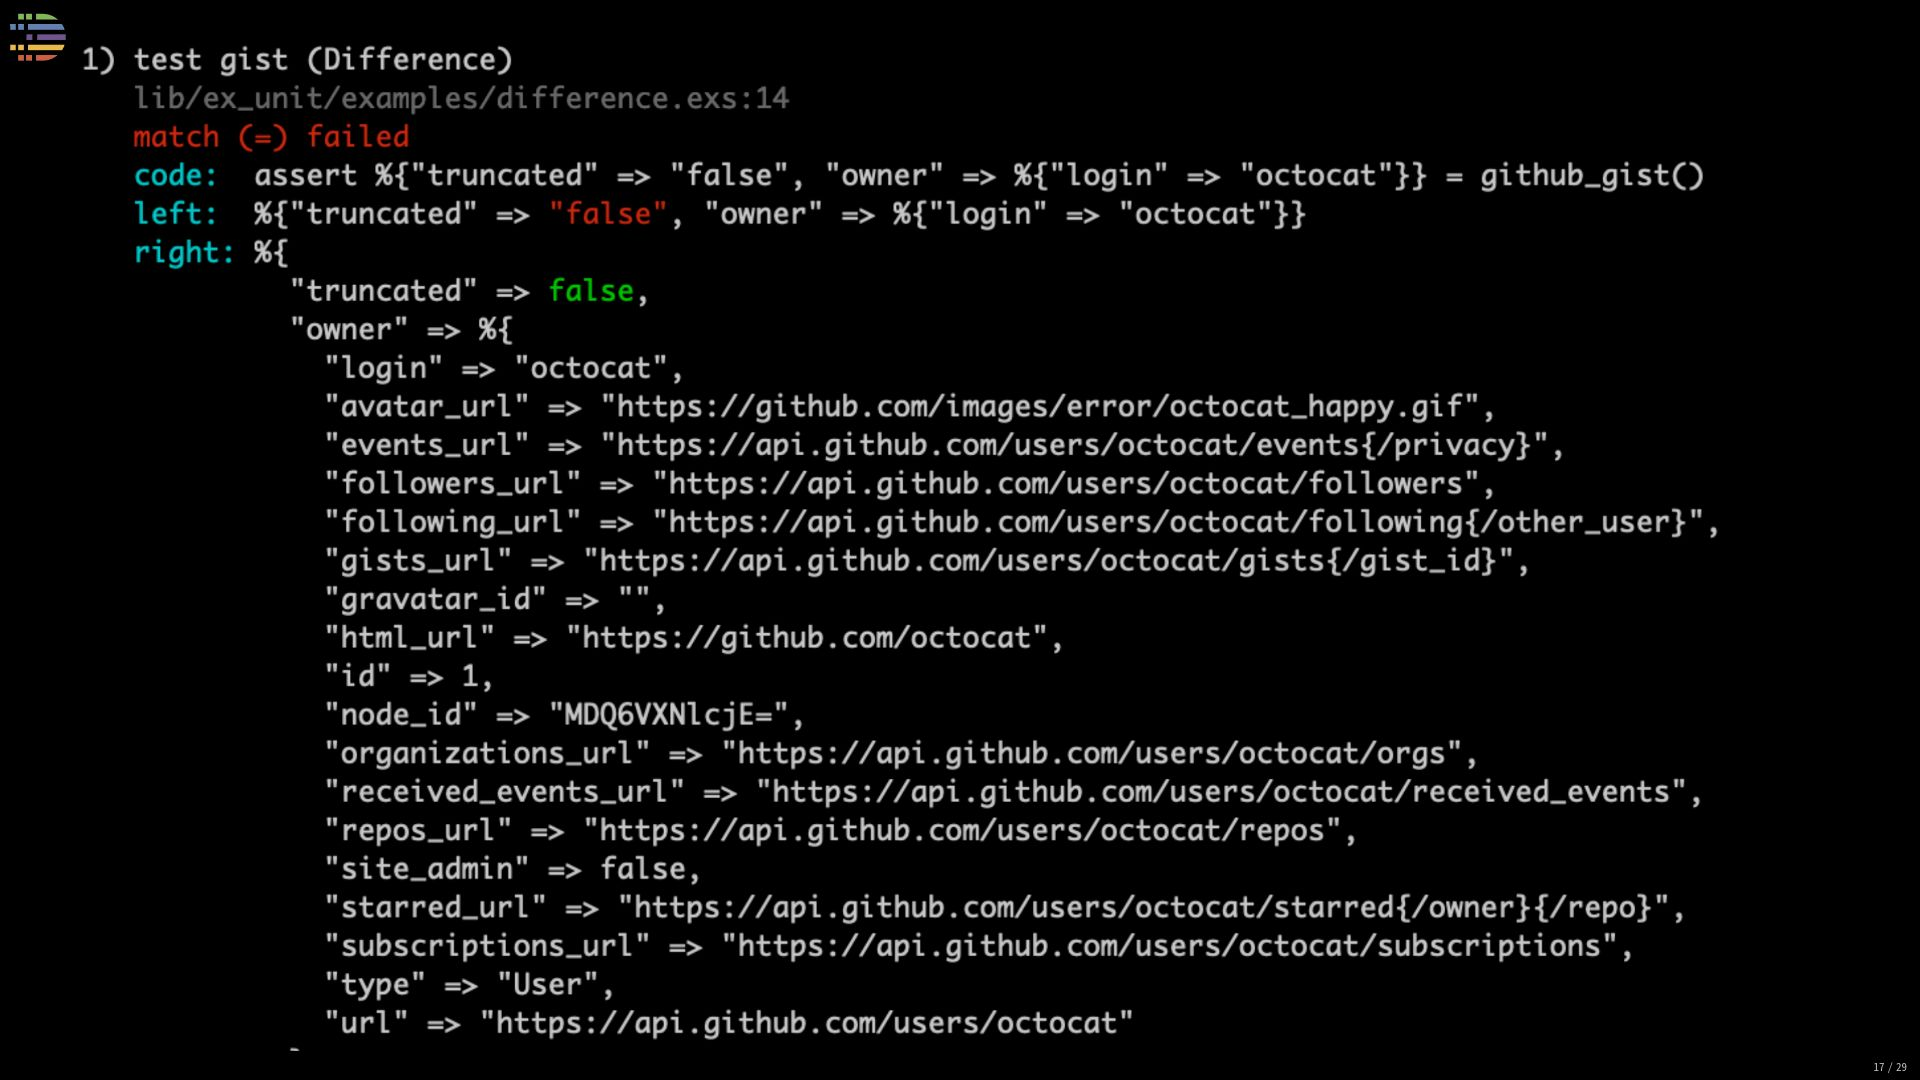 1) test gist (Difference)
lib/ex_unit/examples/difference.exs:14
match (=) failed
code:  assert %{"truncated" => "false", "owner" => %{"login" => "octocat"}} = github_gist()
left:  %{"truncated" => "false", "owner" => %{"login" => "octocat"}}
right: %{
"truncated" => false,
"owner" => %{
"login" => "octocat",
"avatar_url" => "https://github.com/images/error/octocat_happy.gif",
"events_url" => "https://api.github.com/users/octocat/events{/privacy}",
"followers_url" => "https://api.github.com/users/octocat/followers",
"following_url" => "https://api.github.com/users/octocat/following{/other_user}",
"gists_url" => "https://api.github.com/users/octocat/gists{/gist_id}",
"gravatar_id" => "",
"html_url" => "https://github.com/octocat",
"id" => 1,
"node_id" => "MDQ6VXNlcjE=",
"organizations_url" => "https://api.github.com/users/octocat/orgs",
"received_events_url" => "https://api.github.com/users/octocat/received_events",
"repos_url" => "https://api.github.com/users/octocat/repos",
"site_admin" => false,
"starred_url" => "https://api.github.com/users/octocat/starred{/owner}{/repo}",
"subscriptions_url" => "https://api.github.com/users/octocat/subscriptions",
"type" => "User",
"url" => "https://api.github.com/users/octocat"
17 / 29